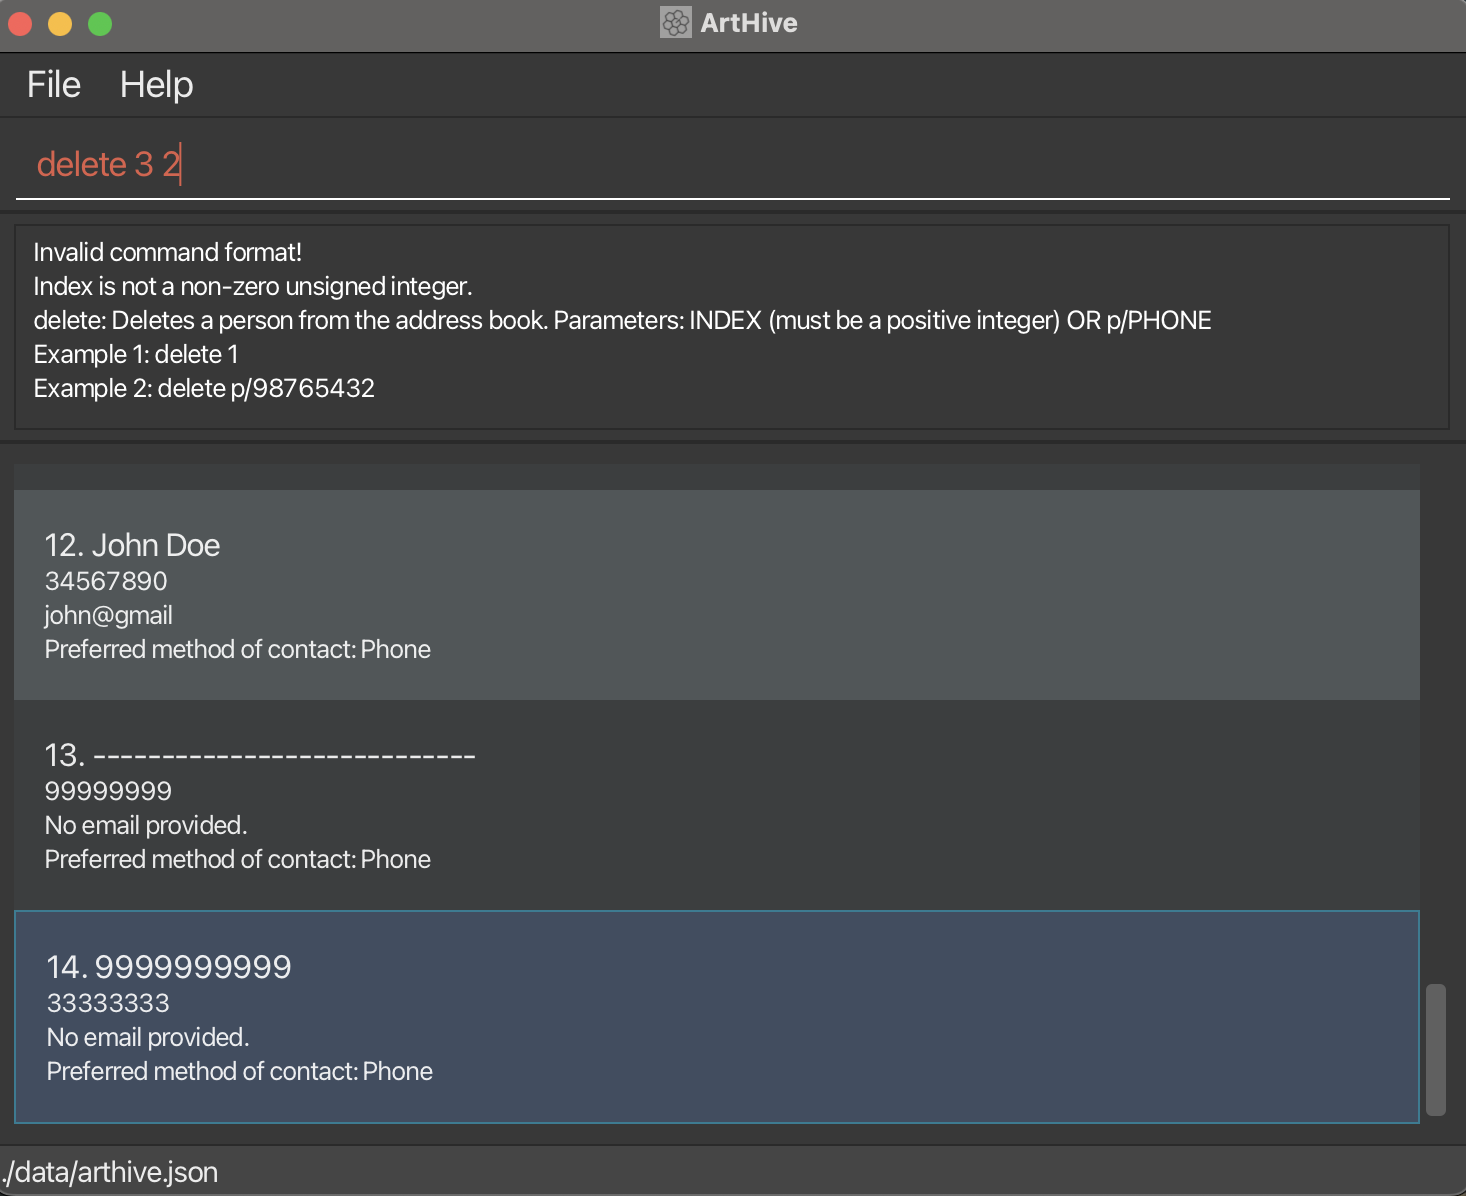 ArtHive
File Help
delete 3 2
Invalid command format!
Index is not a non-zero unsigned integer.
delete: Deletes a person from the address book. Parameters: INDEX (must be a positive integer) OR p/PHONE
Example 1: delete 1
Example 2: delete p/98765432
12. John Doe
34567890
john@gmail
Preferred method of contact: Phone
13. ----------------------------
99999999
No email provided.
Preferred method of contact: Phone
14. 9999999999
33333333
No email provided.
Preferred method of contact: Phone
./data/arthive.json